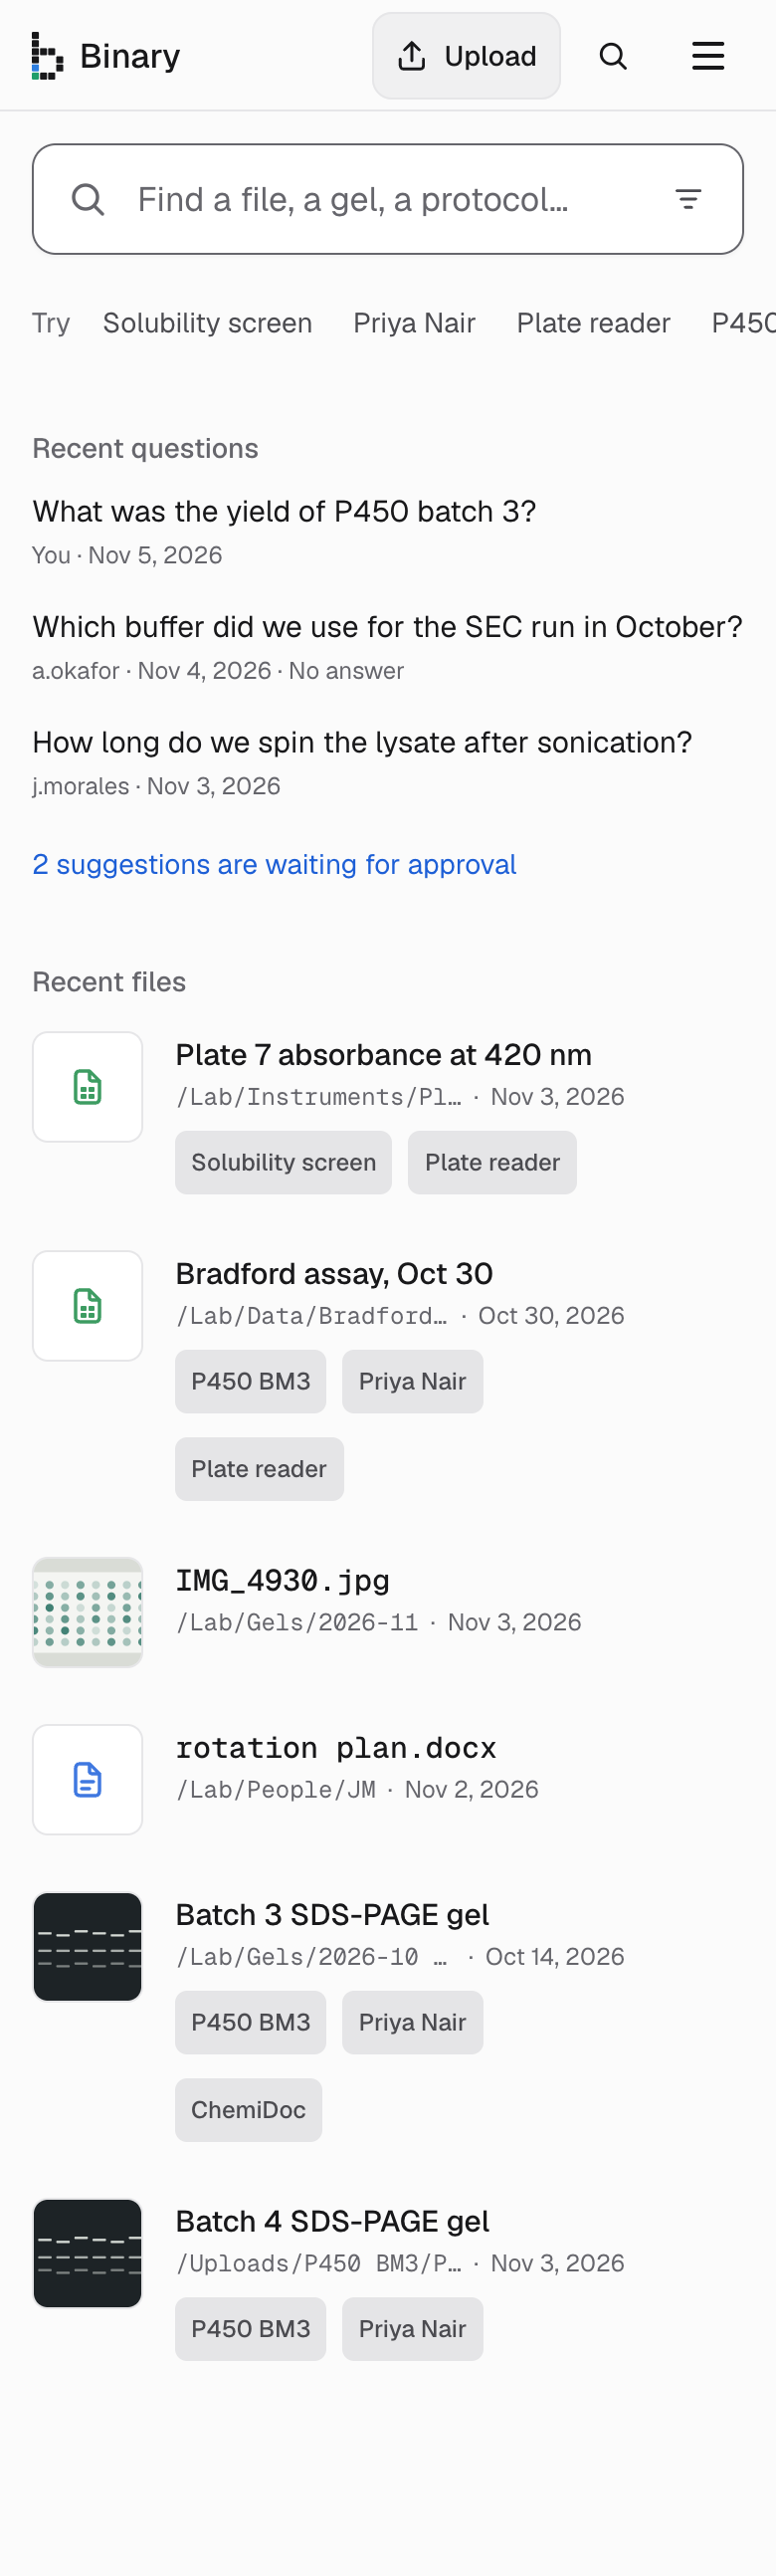 Binary
Upload
Find a file, a gel, a protocol…
Try Solubility screen Priya Nair Plate reader P450
Recent questions
What was the yield of P450 batch 3?
You · Nov 5, 2026
Which buffer did we use for the SEC run in October?
a.okafor · Nov 4, 2026 · No answer
How long do we spin the lysate after sonication?
j.morales · Nov 3, 2026
2 suggestions are waiting for approval
Recent files
Plate 7 absorbance at 420 nm
/Lab/Instruments/Pl… · Nov 3, 2026
Solubility screen Plate reader
Bradford assay, Oct 30
/Lab/Data/Bradford… · Oct 30, 2026
P450 BM3 Priya Nair
Plate reader
IMG_4930.jpg
/Lab/Gels/2026-11 · Nov 3, 2026
rotation plan.docx
/Lab/People/JM · Nov 2, 2026
Batch 3 SDS-PAGE gel
/Lab/Gels/2026-10 … · Oct 14, 2026
P450 BM3 Priya Nair
ChemiDoc
Batch 4 SDS-PAGE gel
/Uploads/P450 BM3/P… · Nov 3, 2026
P450 BM3 Priya Nair